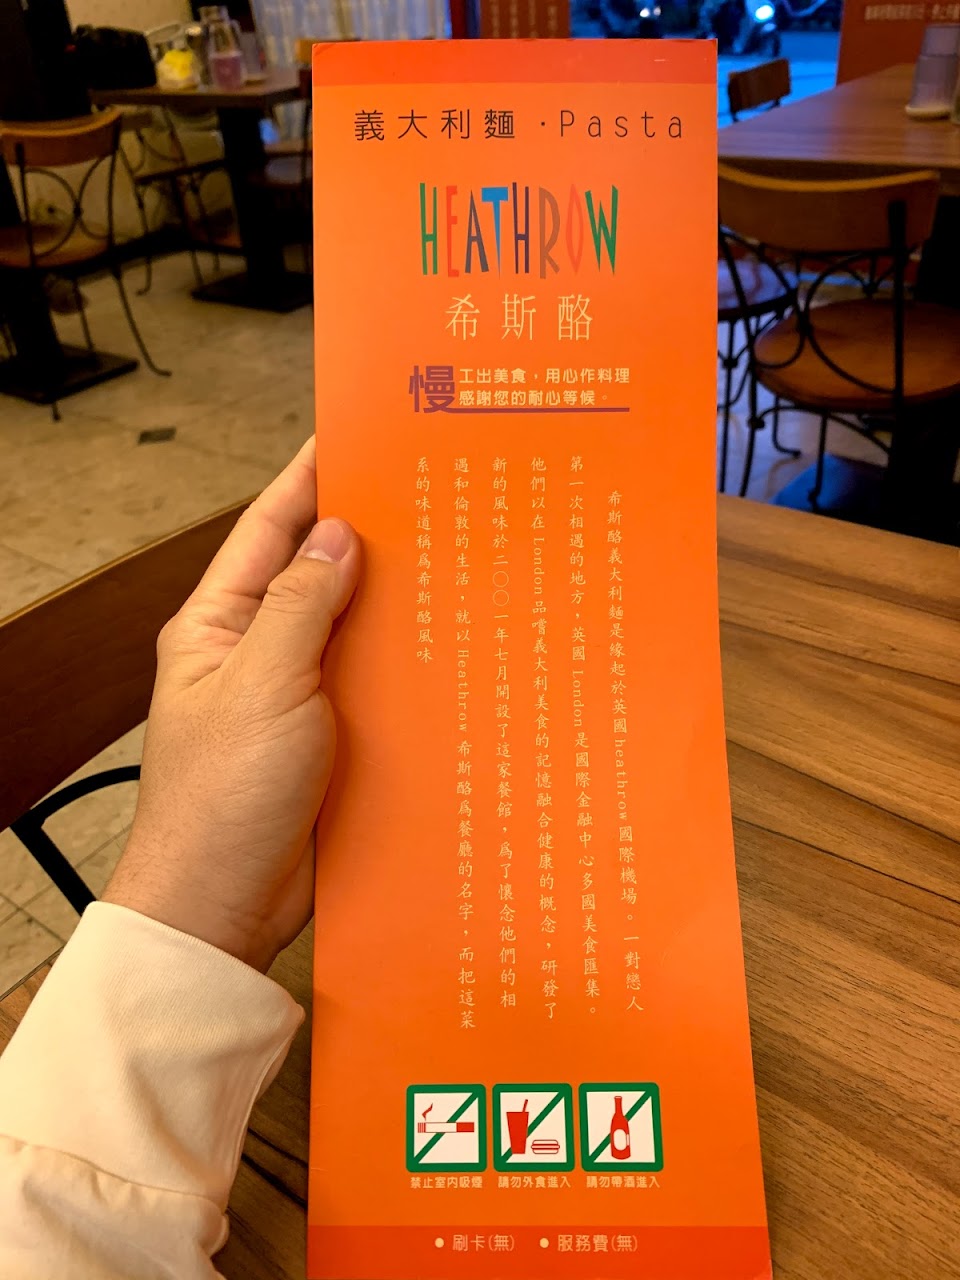 義大利麵·Pasta
HEATHROW
希斯酪
慢工出美食，用心作料理
感謝您的耐心等候。
希斯酪義大利麵是緣起於英國heathrow國際機場。一對戀人
第一次相遇的地方，英國London是國際金融中心多國美食匯集。
他們以在London品嚐義大利美食的記憶融合健康的概念，研發了
新的風味於二〇〇一年七月開設了這家餐館，為了懷念他們的相
遇和倫敦的生活，就以Heathrow希斯酪為餐廳的名字，而把這菜
系的味道稱為希斯酪風味
禁止室內吸煙
請勿外食進入
請勿帶酒進入
●刷卡(無) ●服務費(無)